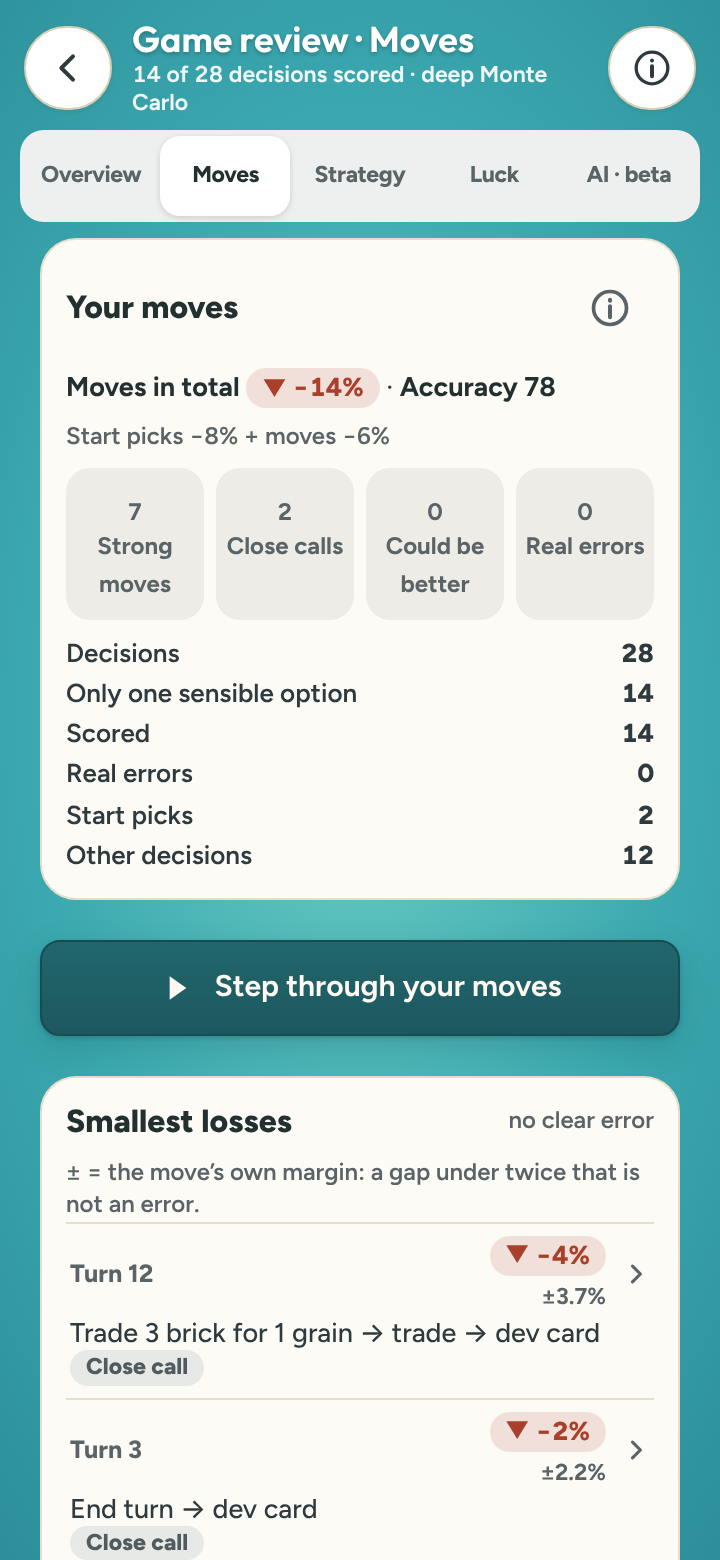 Game review · Moves
14 of 28 decisions scored · deep Monte
Carlo
Overview
Moves
Strategy
Luck
AI · beta
Your moves
Moves in total ▼ −14% · Accuracy 78
Start picks −8% + moves −6%
7
Strong
moves
2
Close calls
0
Could be
better
0
Real errors
Decisions 28
Only one sensible option 14
Scored 14
Real errors 0
Start picks 2
Other decisions 12
Step through your moves
Smallest losses no clear error
± = the move’s own margin: a gap under twice that is
not an error.
Turn 12 ▼ −4%
±3.7%
Trade 3 brick for 1 grain → trade → dev card
Close call
Turn 3 ▼ −2%
±2.2%
End turn → dev card
Close call